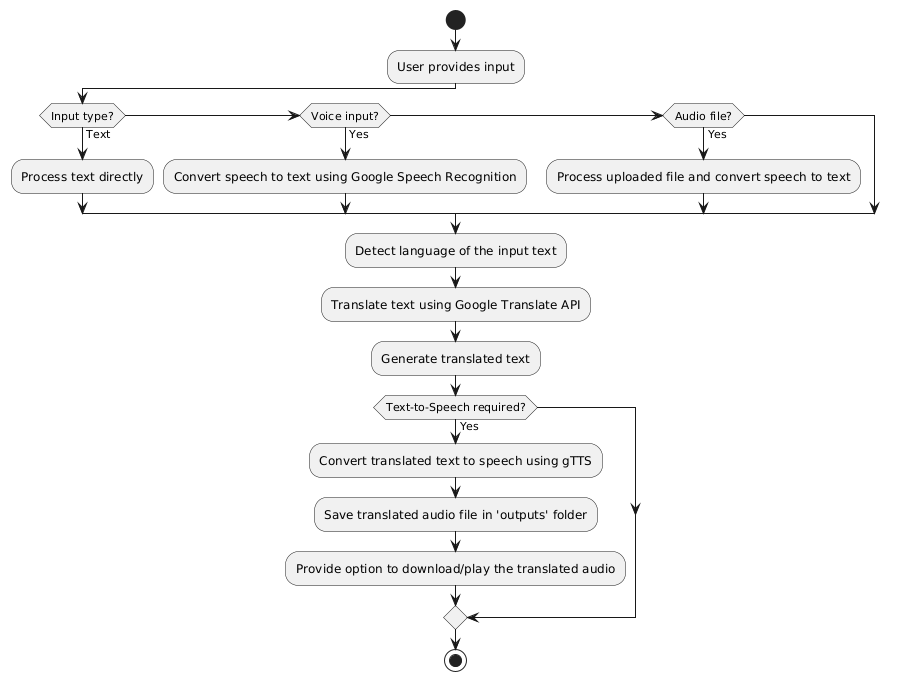 User provides input
Input type?
Voice input?
Audio file?
Text
Yes
Yes
Process text directly
Convert speech to text using Google Speech Recognition
Process uploaded file and convert speech to text
Detect language of the input text
Translate text using Google Translate API
Generate translated text
Text-to-Speech required?
Yes
Convert translated text to speech using gTTS
Save translated audio file in 'outputs' folder
Provide option to download/play the translated audio